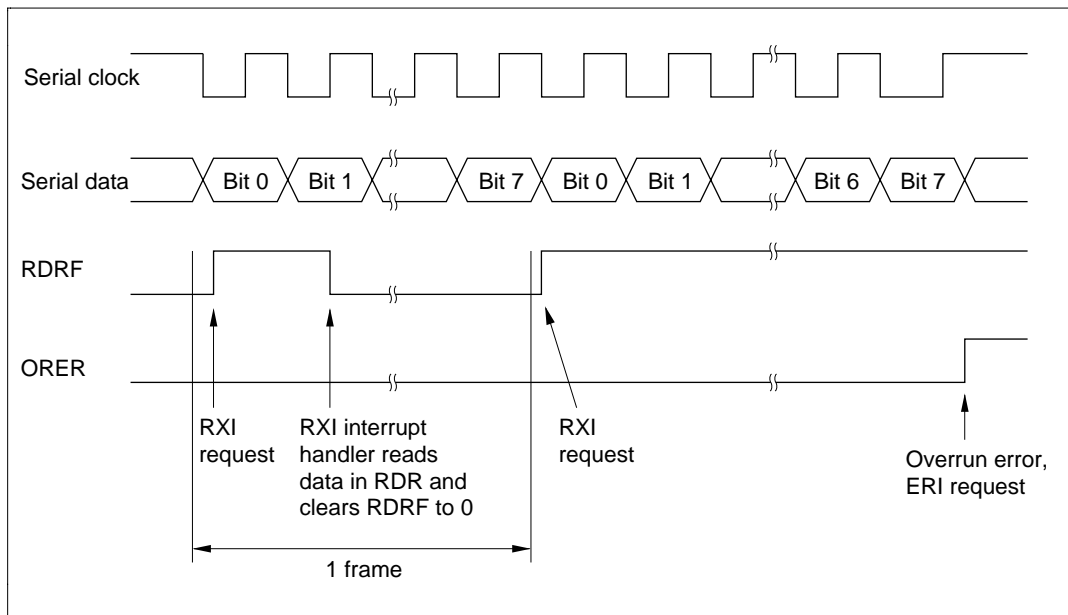 Serial clock
Serial data
Bit 0
Bit 1
Bit 7
Bit 0
Bit 1
Bit 6
Bit 7
RDRF
ORER
RXI
request
RXI interrupt
handler reads
data in RDR and
clears RDRF to 0
RXI
request
Overrun error,
ERI request
1 frame